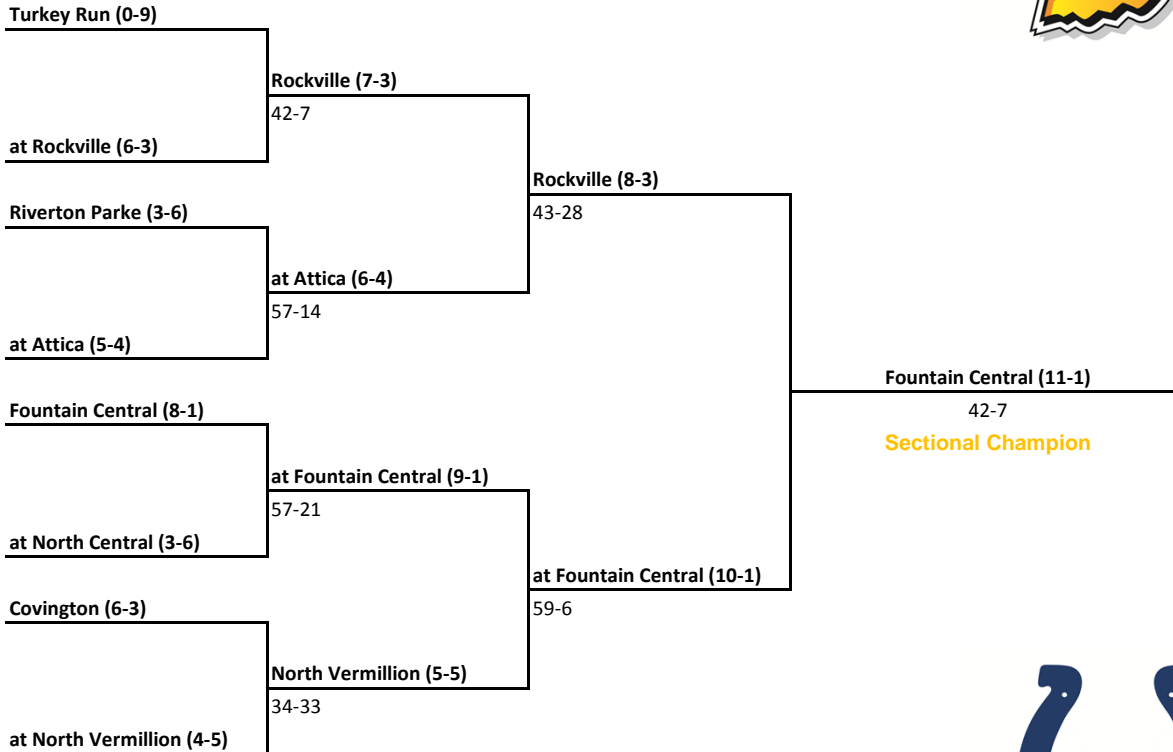 Turkey Run (0-9)
Rockville (7-3)
42-7
at Rockville (6-3)
Rockville (8-3)
43-28
Riverton Parke (3-6)
at Attica (6-4)
57-14
at Attica (5-4)
Fountain Central (11-1)
42-7
Sectional Champion
Fountain Central (8-1)
at Fountain Central (9-1)
57-21
at North Central (3-6)
at Fountain Central (10-1)
59-6
Covington (6-3)
North Vermillion (5-5)
34-33
at North Vermillion (4-5)